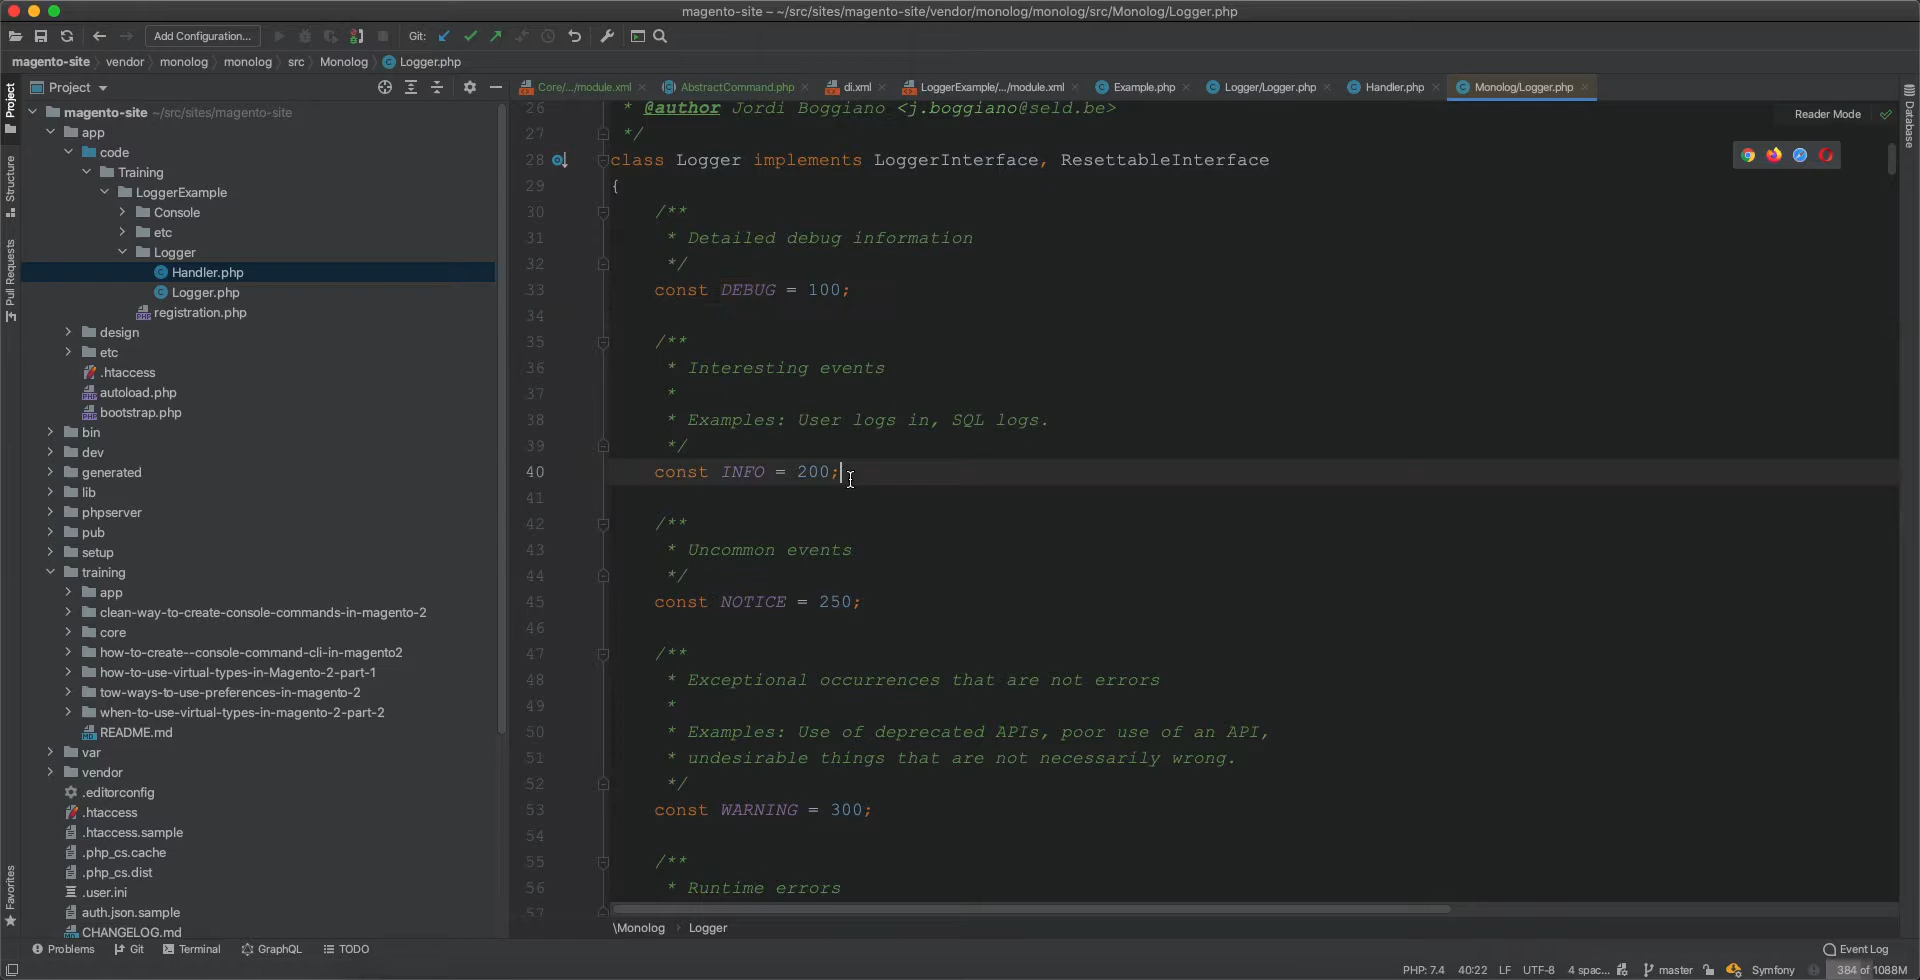 magento-site – ~/src/sites/magento-site/vendor/monolog/monolog/src/Monolog/Logger.php
Add Configuration...
Git:
magento-site vendor monolog monolog src Monolog Logger.php
Project
Core/.../module.xml AbstractCommand.php di.xml LoggerExample/.../module.xml Example.php Logger/Logger.php Handler.php Monolog/Logger.php
Project
Structure
Pull Requests
Favorites
magento-site ~/src/sites/magento-site
app
code
Training
LoggerExample
Console
etc
Logger
Handler.php
Logger.php
registration.php
design
etc
.htaccess
autoload.php
bootstrap.php
bin
dev
generated
lib
phpserver
pub
setup
training
app
clean-way-to-create-console-commands-in-magento-2
core
how-to-create--console-command-cli-in-magento2
how-to-use-virtual-types-in-Magento-2-part-1
tow-ways-to-use-preferences-in-magento-2
when-to-use-virtual-types-in-magento-2-part-2
README.md
var
vendor
.editorconfig
.htaccess
.htaccess.sample
.php_cs.cache
.php_cs.dist
.user.ini
auth.json.sample
CHANGELOG.md
Reader Mode
Database
26 * @author Jordi Boggiano <j.boggiano@seld.be>
27 */
28 class Logger implements LoggerInterface, ResettableInterface
29 {
30 /**
31 * Detailed debug information
32 */
33 const DEBUG = 100;
34
35 /**
36 * Interesting events
37 *
38 * Examples: User logs in, SQL logs.
39 */
40 const INFO = 200;
41
42 /**
43 * Uncommon events
44 */
45 const NOTICE = 250;
46
47 /**
48 * Exceptional occurrences that are not errors
49 *
50 * Examples: Use of deprecated APIs, poor use of an API,
51 * undesirable things that are not necessarily wrong.
52 */
53 const WARNING = 300;
54
55 /**
56 * Runtime errors
57
\Monolog Logger
Problems Git Terminal GraphQL TODO
Event Log
PHP: 7.4 40:22 LF UTF-8 4 spac... master Symfony 384 of 1088M